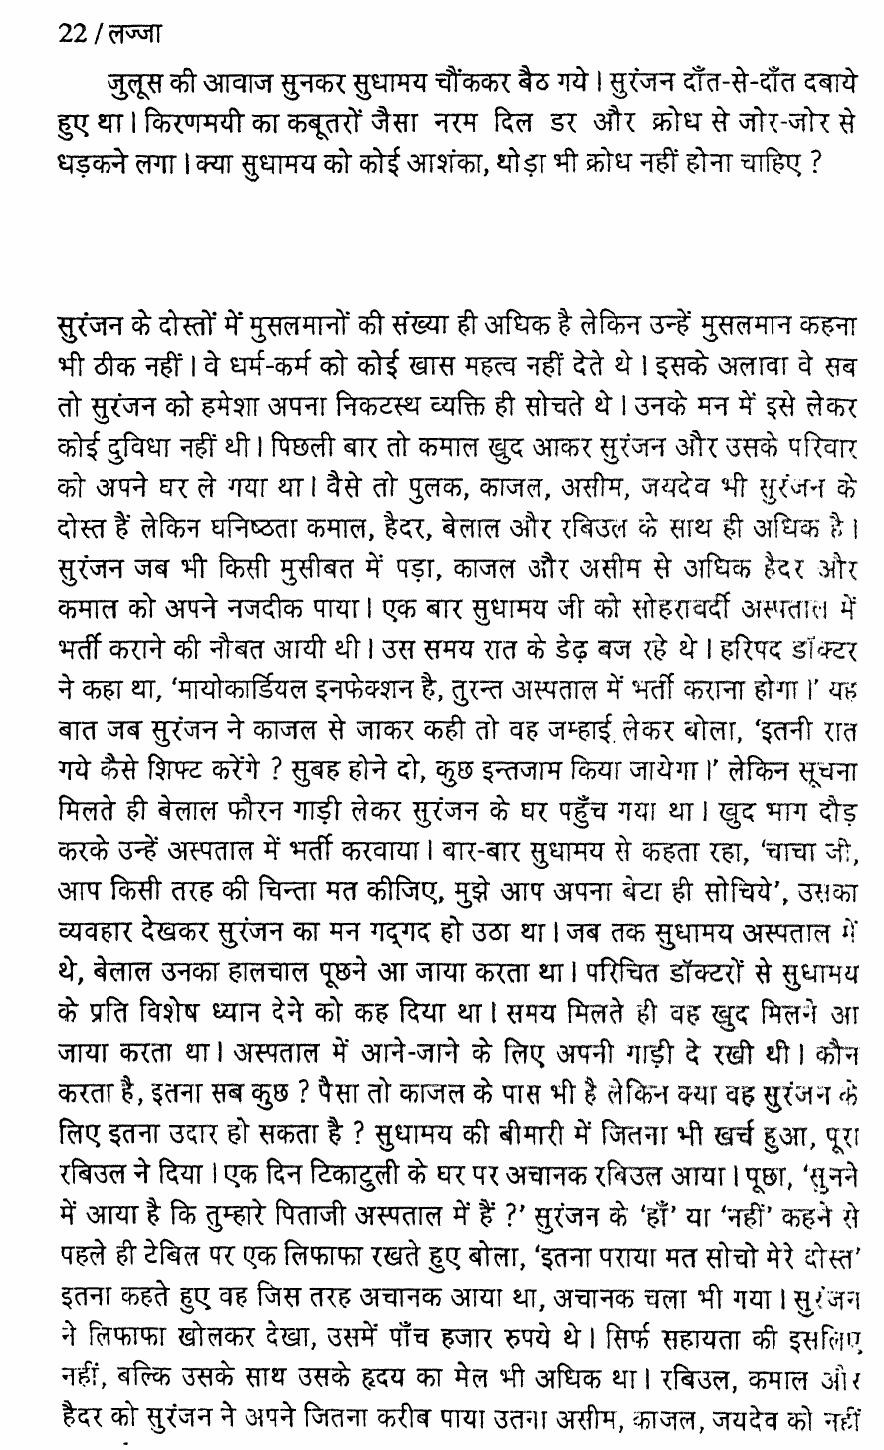 22 / लज्जा
जुलूस की आवाज सुनकर सुधामय चौंककर बैठ गये । सुरंजन दाँत-से-दाँत दबाये
हुए था । किरणमयी का कबूतरों जैसा नरम दिल डर और क्रोध से जोर-जोर से
धड़कने लगा । क्या सुधामय को कोई आशंका, थोड़ा भी क्रोध नहीं होना चाहिए ?
सुरंजन के दोस्तों में मुसलमानों की संख्या ही अधिक है लेकिन उन्हें मुसलमान कहना
भी ठीक नहीं । वे धर्म-कर्म को कोई खास महत्व नहीं देते थे । इसके अलावा वे सब
तो सुरंजन को हमेशा अपना निकटस्थ व्यक्ति ही सोचते थे । उनके मन में इसे लेकर
कोई दुविधा नहीं थी । पिछली बार तो कमाल खुद आकर सुरंजन और उसके परिवार
को अपने घर ले गया था । वैसे तो पुलक, काजल, असीम, जयदेव भी सुरंजन के
दोस्त हैं लेकिन घनिष्ठता कमाल, हैदर, बेलाल और रबिउल के साथ ही अधिक है ।
सुरंजन जब भी किसी मुसीबत में पड़ा, काजल और असीम से अधिक हैदर और
कमाल को अपने नजदीक पाया । एक बार सुधामय जी को सोहरावर्दी अस्पताल में
भर्ती कराने की नौबत आयी थी । उस समय रात के डेढ़ बज रहे थे । हरिपद डॉक्टर
ने कहा था, ‘मायोकार्डियल इनफेक्शन है, तुरन्त अस्पताल में भर्ती कराना होगा ।’ यह
बात जब सुरंजन ने काजल से जाकर कही तो वह जम्हाई लेकर बोला, ‘इतनी रात
गये कैसे शिफ्ट करेंगे ? सुबह होने दो, कुछ इन्तजाम किया जायेगा ।’ लेकिन सूचना
मिलते ही बेलाल फौरन गाड़ी लेकर सुरंजन के घर पहुँच गया था । खुद भाग दौड़
करके उन्हें अस्पताल में भर्ती करवाया । बार-बार सुधामय से कहता रहा, ‘चाचा जी,
आप किसी तरह की चिन्ता मत कीजिए, मुझे आप अपना बेटा ही सोचिये’, उसका
व्यवहार देखकर सुरंजन का मन गद्‌गद हो उठा था । जब तक सुधामय अस्पताल में
थे, बेलाल उनका हालचाल पूछने आ जाया करता था । परिचित डॉक्टरों से सुधामय
के प्रति विशेष ध्यान देने को कह दिया था । समय मिलते ही वह खुद मिलने आ
जाया करता था । अस्पताल में आने-जाने के लिए अपनी गाड़ी दे रखी थी । कौन
करता है, इतना सब कुछ ? पैसा तो काजल के पास भी है लेकिन क्या वह सुरंजन के
लिए इतना उदार हो सकता है ? सुधामय की बीमारी में जितना भी खर्च हुआ, पूरा
रबिउल ने दिया । एक दिन टिकाटुली के घर पर अचानक रबिउल आया । पूछा, ‘सुनने
में आया है कि तुम्हारे पिताजी अस्पताल में हैं ?’ सुरंजन के ‘हाँ’ या ‘नहीं’ कहने से
पहले ही टेबिल पर एक लिफाफा रखते हुए बोला, ‘इतना पराया मत सोचो मेरे दोस्त’
इतना कहते हुए वह जिस तरह अचानक आया था, अचानक चला भी गया । सुरंजन
ने लिफाफा खोलकर देखा, उसमें पाँच हजार रुपये थे । सिर्फ सहायता की इसलिए
नहीं, बल्कि उसके साथ उसके हृदय का मेल भी अधिक था । रबिउल, कमाल और
हैदर को सुरंजन ने अपने जितना करीब पाया उतना असीम, काजल, जयदेव को नहीं